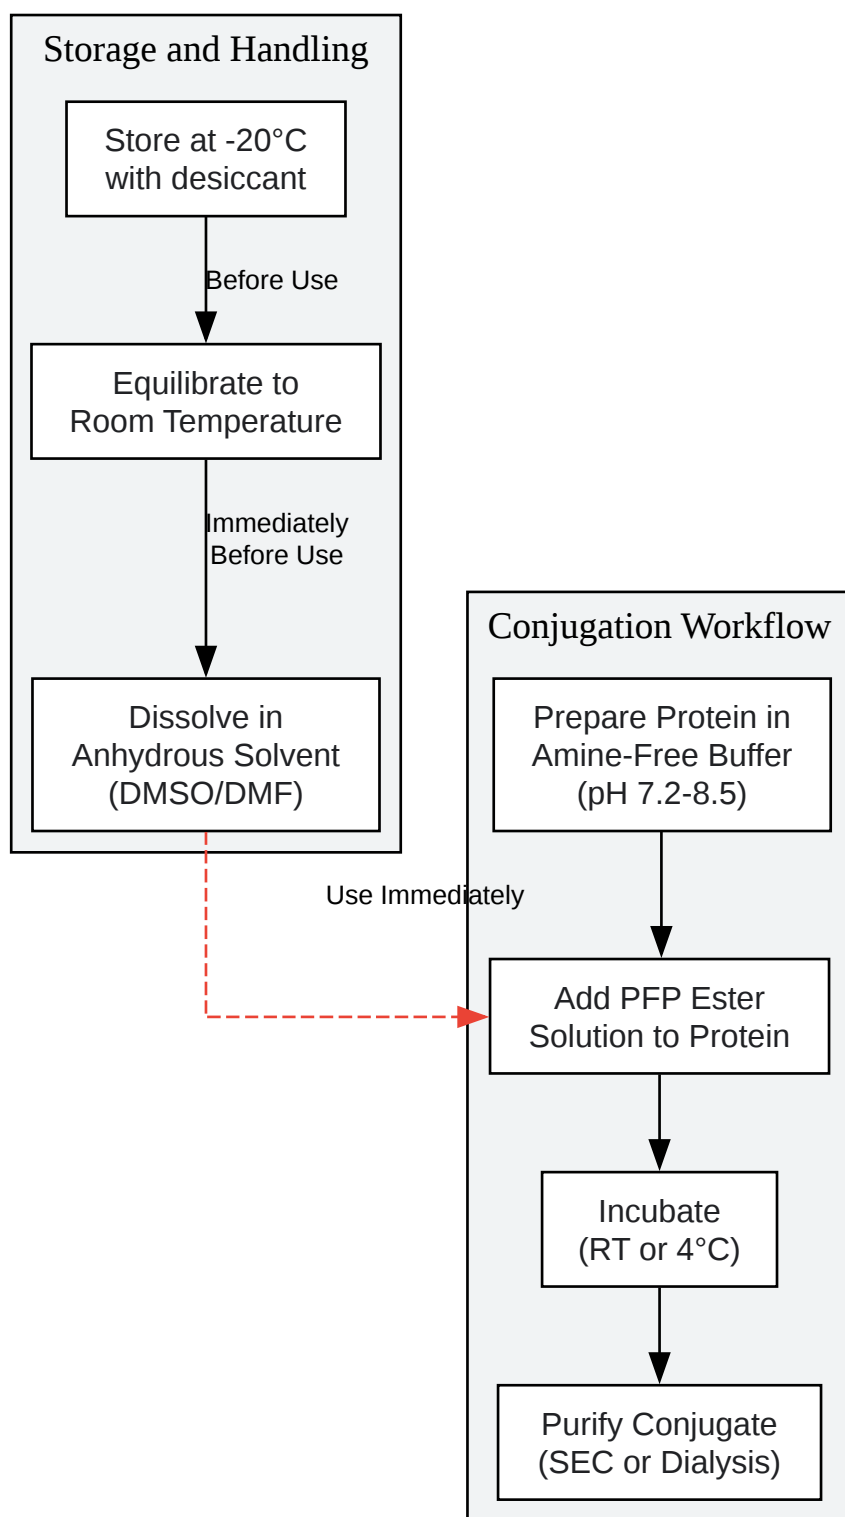 Storage and Handling
Store at -20°C
with desiccant
Before Use
Equilibrate to
Room Temperature
Immediately
Before Use
Dissolve in
Anhydrous Solvent
(DMSO/DMF)
Use Immediately
Conjugation Workflow
Prepare Protein in
Amine-Free Buffer
(pH 7.2-8.5)
Add PFP Ester
Solution to Protein
Incubate
(RT or 4°C)
Purify Conjugate
(SEC or Dialysis)